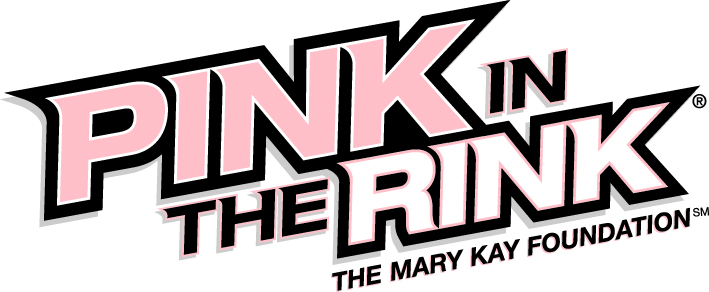 PINK IN
THE RINK®
THE MARY KAY FOUNDATION℠